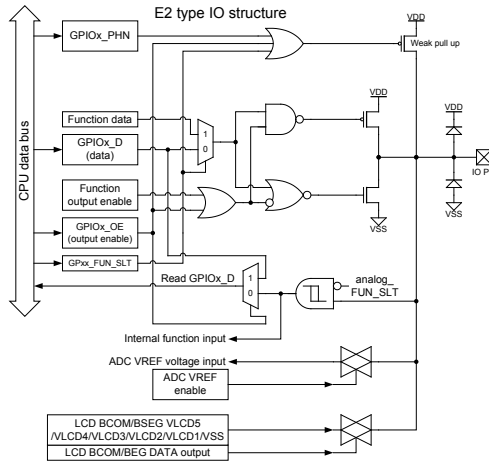 E2 type IO structure
CPU data bus
GPIOx_PHN
VDD
Weak pull up
Function data
GPIOx_D
(data)
1
0
VDD
VDD
Function
output enable
IO P
VSS
VSS
GPIOx_OE
(output enable)
GPxx_FUN_SLT
Read GPIOx_D
1
0
analog_
FUN_SLT
Internal function input
ADC VREF voltage input
ADC VREF
enable
LCD BCOM/BSEG VLCD5
/VLCD4/VLCD3/VLCD2/VLCD1/VSS
LCD BCOM/BEG DATA output